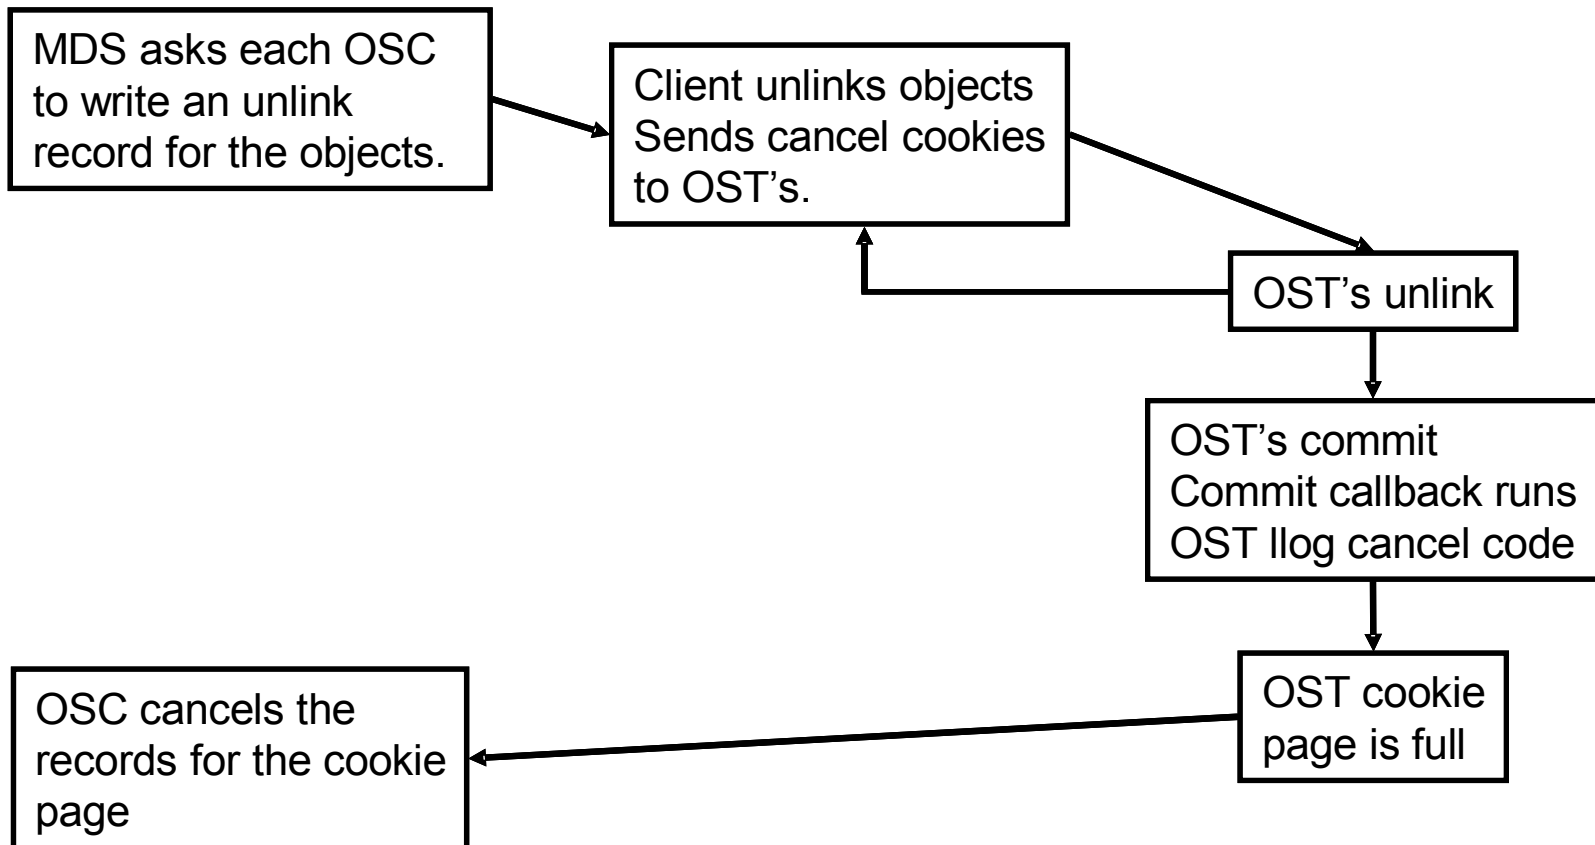 MDS asks each OSC
to write an unlink
record for the objects.
Client unlinks objects
Sends cancel cookies
to OST’s.
OST’s unlink
OST’s commit
Commit callback runs
OST llog cancel code
OST cookie
page is full
OSC cancels the
records for the cookie
page